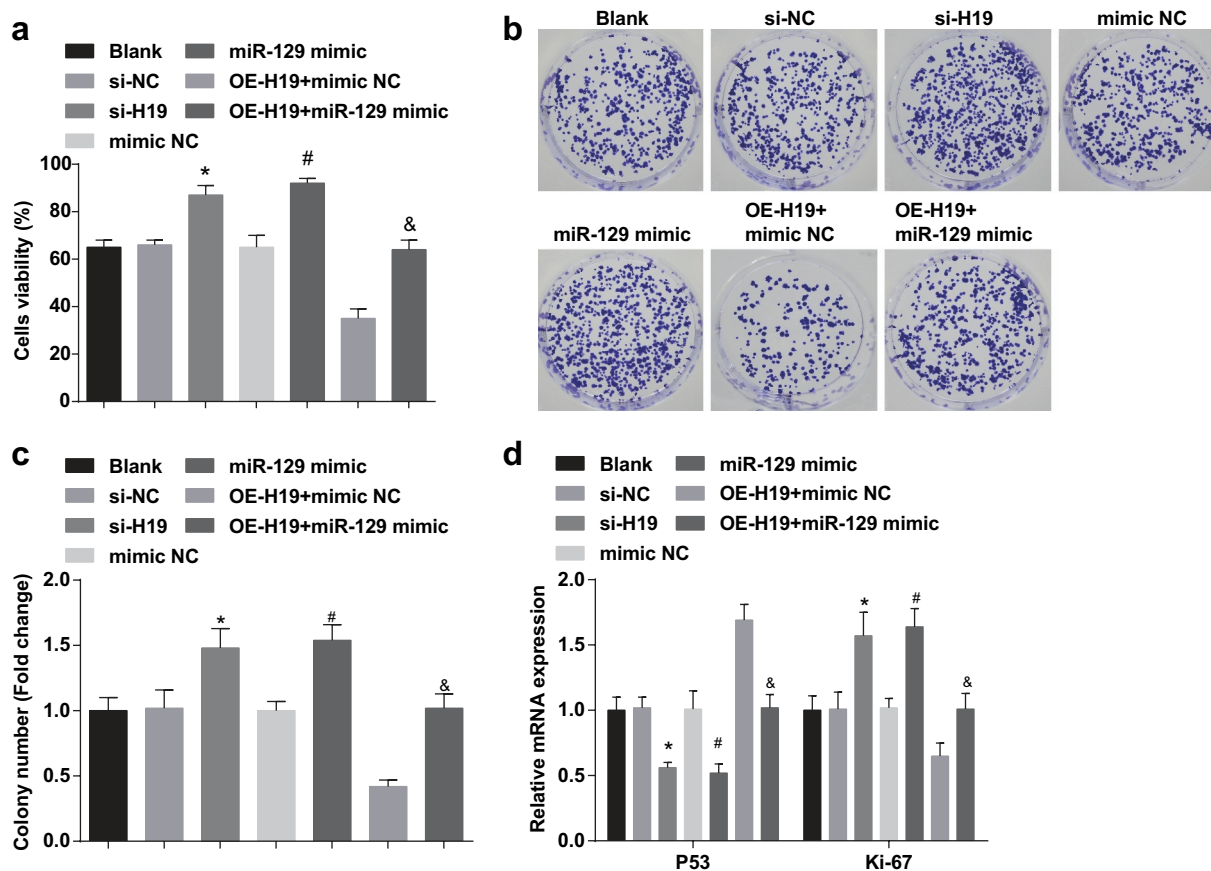 a
Blank
miR-129 mimic
si-NC
OE-H19+mimic NC
si-H19
OE-H19+miR-129 mimic
mimic NC
Cells viability (%)
100
80
60
40
20
0
*
#
&
b
Blank
si-NC
si-H19
mimic NC
miR-129 mimic
OE-H19+
mimic NC
OE-H19+
miR-129 mimic
c
Blank
miR-129 mimic
si-NC
OE-H19+mimic NC
si-H19
OE-H19+miR-129 mimic
mimic NC
Colony number (Fold change)
2.0
1.5
1.0
0.5
0.0
*
#
&
d
Blank
miR-129 mimic
si-NC
OE-H19+mimic NC
si-H19
OE-H19+miR-129 mimic
mimic NC
Relative mRNA expression
2.0
1.5
1.0
0.5
0.0
*
#
&
*
#
&
P53
Ki-67